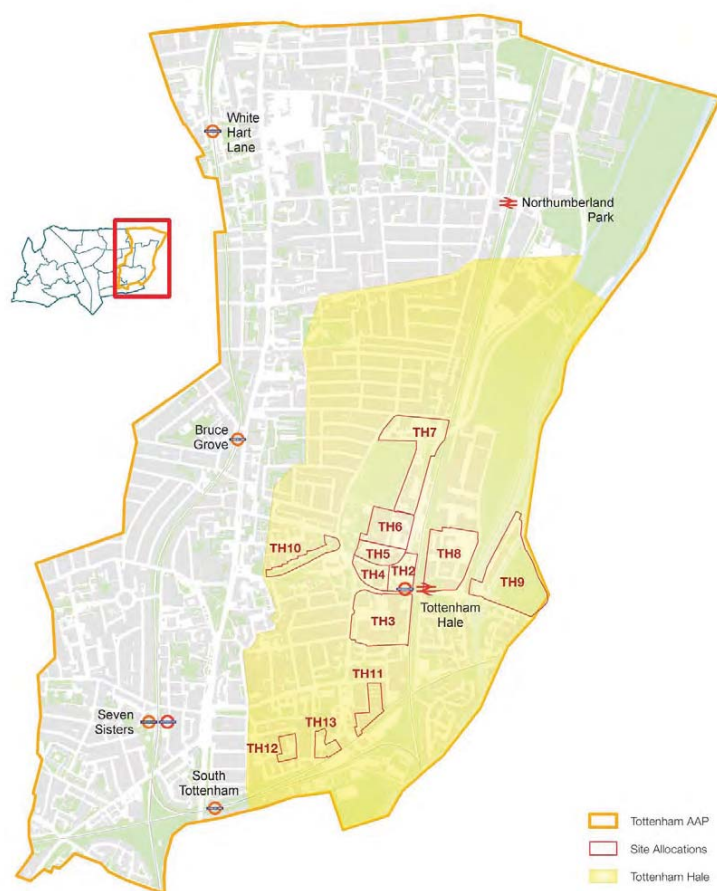 White
Hart
Lane
Northumberland
Park
Bruce
Grove
TH7
TH6
TH10
TH5
TH8
TH4
TH2
TH9
Tottenham
Hale
TH3
TH11
Seven
Sisters
TH13
TH12
South
Tottenham
Tottenham AAP
Site Allocations
Tottenham Hale